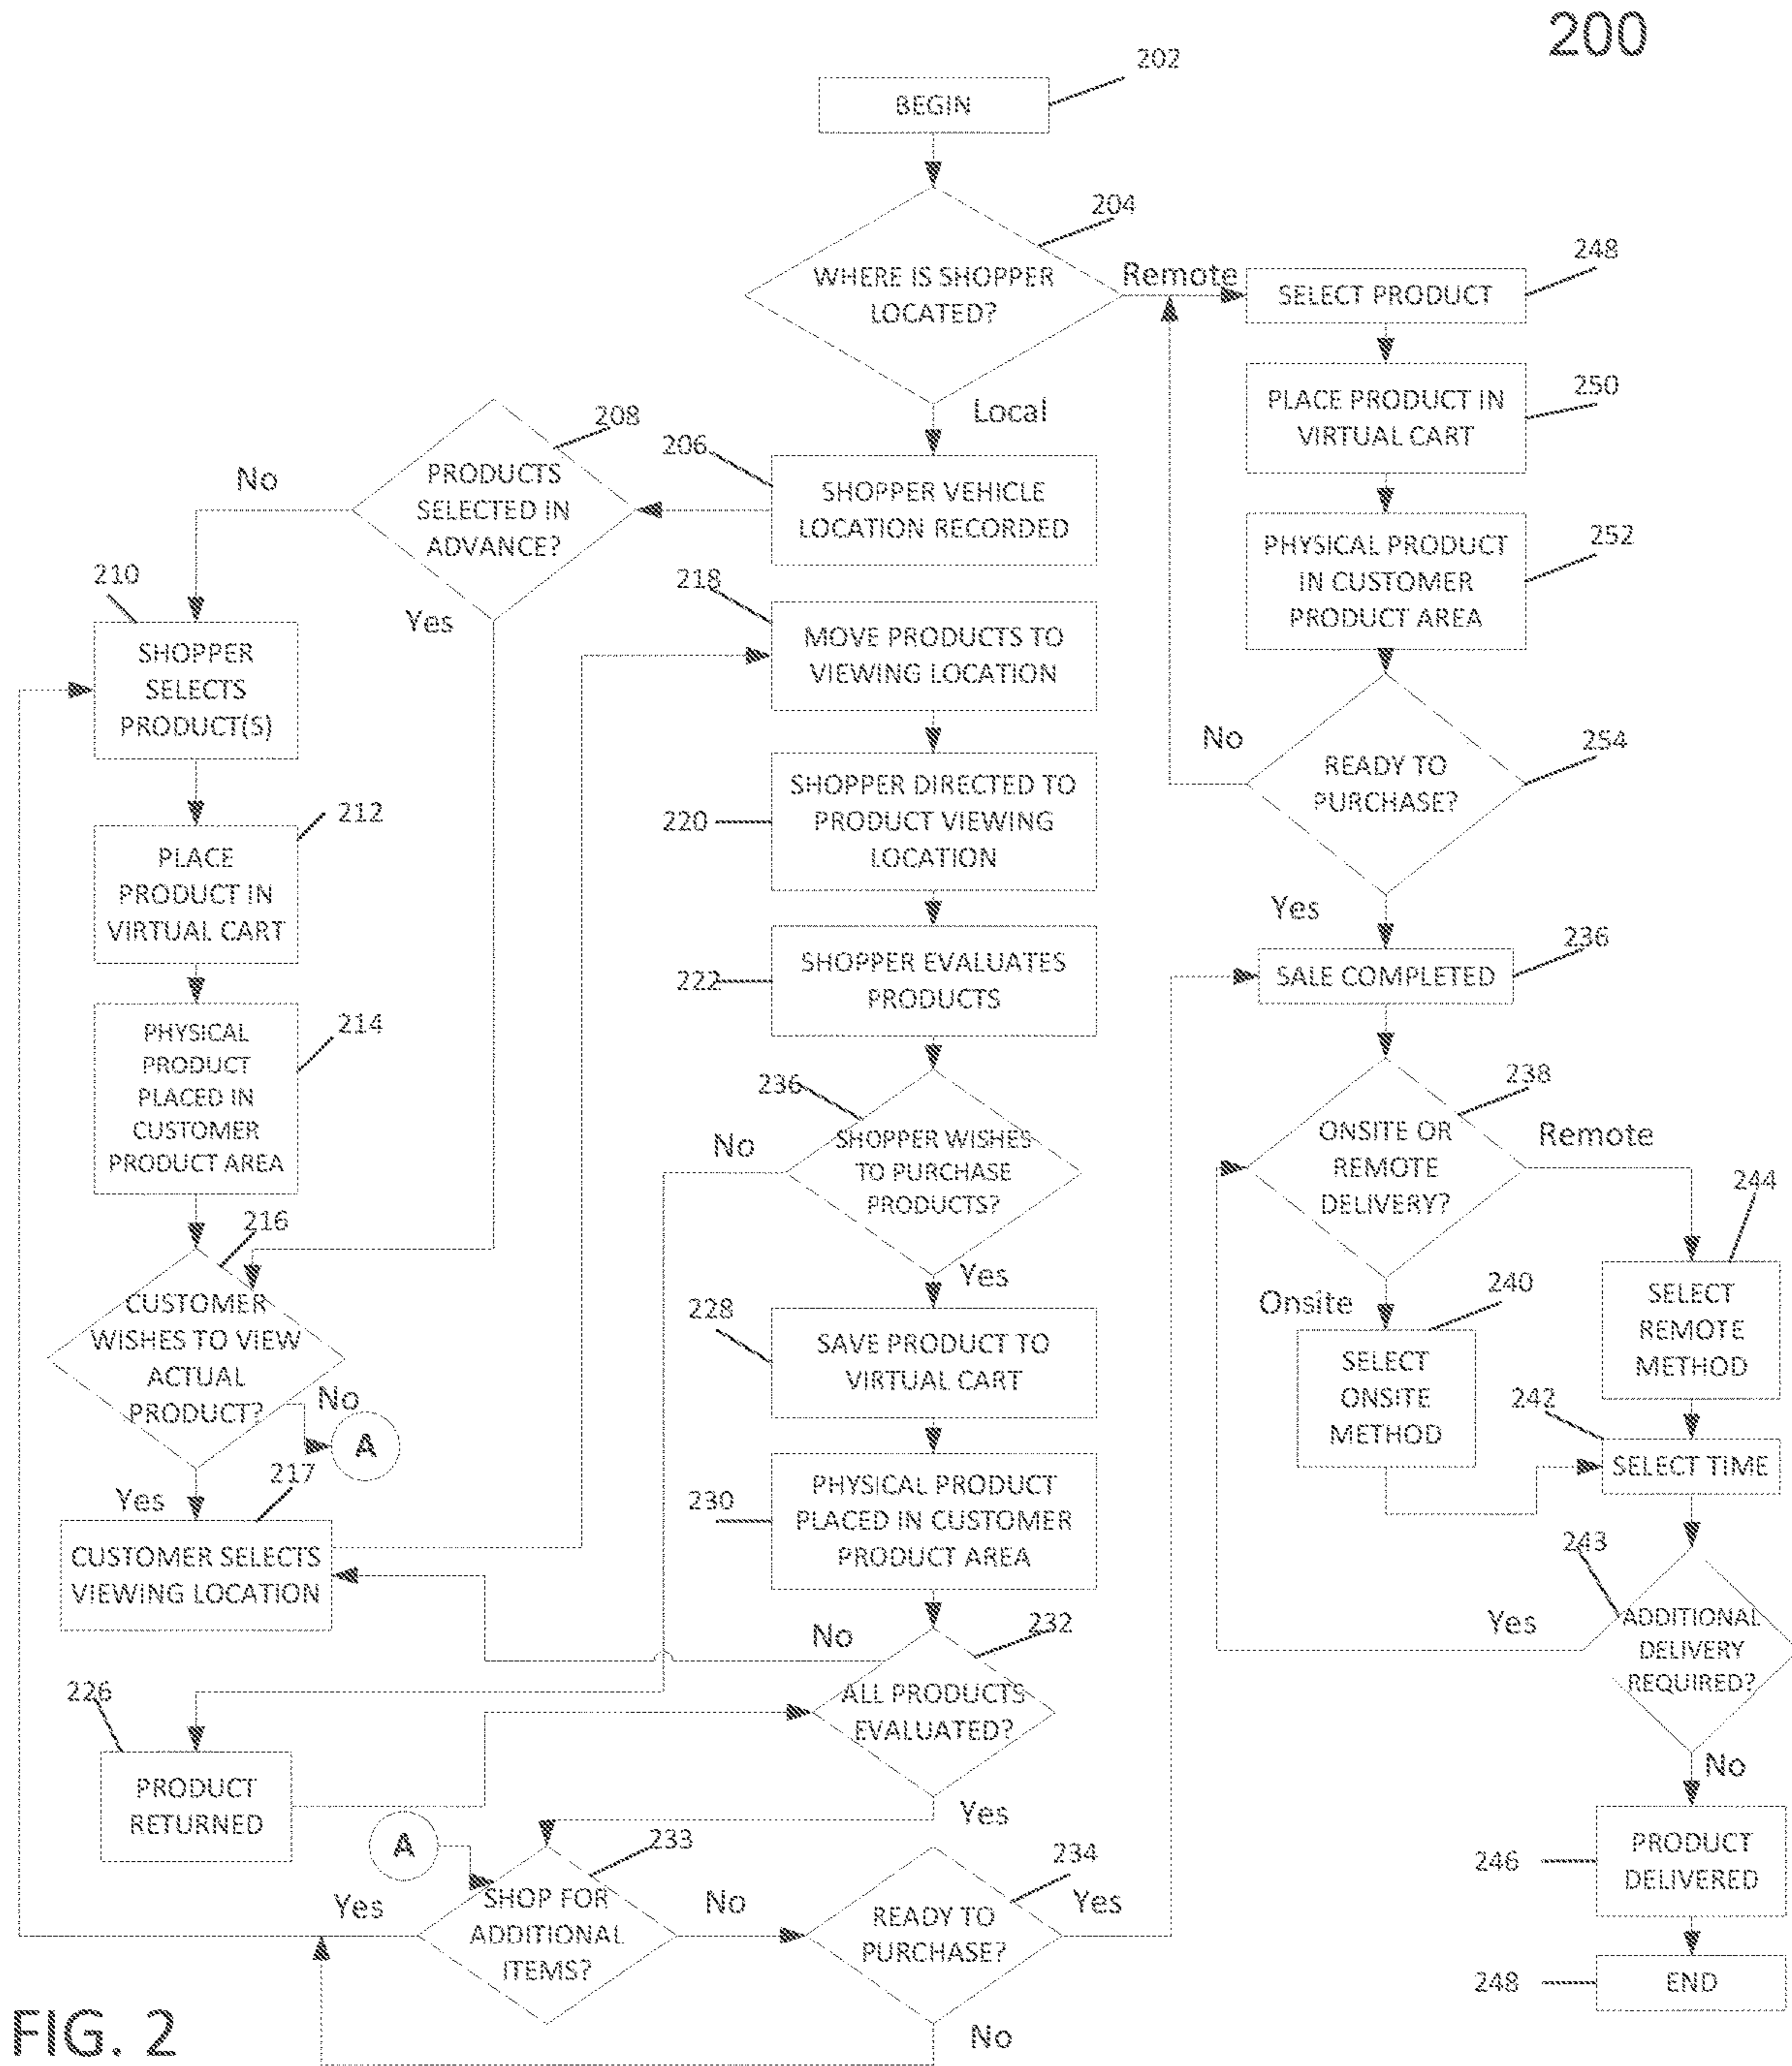 200
202
BEGIN
204
WHERE IS SHOPPER
LOCATED?
Remote
248
SELECT PRODUCT
250
PLACE PRODUCT IN
VIRTUAL CART
252
PHYSICAL PRODUCT
IN CUSTOMER
PRODUCT AREA
254
READY TO
PURCHASE?
No
Yes
Local
206
SHOPPER VEHICLE
LOCATION RECORDED
208
PRODUCTS
SELECTED IN
ADVANCE?
No
Yes
210
SHOPPER
SELECTS
PRODUCT(S)
212
PLACE
PRODUCT IN
VIRTUAL CART
214
PHYSICAL
PRODUCT
PLACED IN
CUSTOMER
PRODUCT AREA
216
CUSTOMER
WISHES TO VIEW
ACTUAL
PRODUCT?
No
A
Yes
217
CUSTOMER SELECTS
VIEWING LOCATION
218
MOVE PRODUCTS TO
VIEWING LOCATION
220
SHOPPER DIRECTED TO
PRODUCT VIEWING
LOCATION
222
SHOPPER EVALUATES
PRODUCTS
236
SHOPPER WISHES
TO PURCHASE
PRODUCTS?
No
Yes
228
SAVE PRODUCT TO
VIRTUAL CART
230
PHYSICAL PRODUCT
PLACED IN CUSTOMER
PRODUCT AREA
232
No
ALL PRODUCTS
EVALUATED?
Yes
226
PRODUCT
RETURNED
A
233
SHOP FOR
ADDITIONAL
ITEMS?
Yes
No
234
READY TO
PURCHASE?
Yes
No
236
SALE COMPLETED
238
ONSITE OR
REMOTE
DELIVERY?
Remote
Onsite
240
SELECT
ONSITE
METHOD
244
SELECT
REMOTE
METHOD
242
SELECT TIME
243
ADDITIONAL
DELIVERY
REQUIRED?
Yes
No
246
PRODUCT
DELIVERED
248
END
FIG. 2